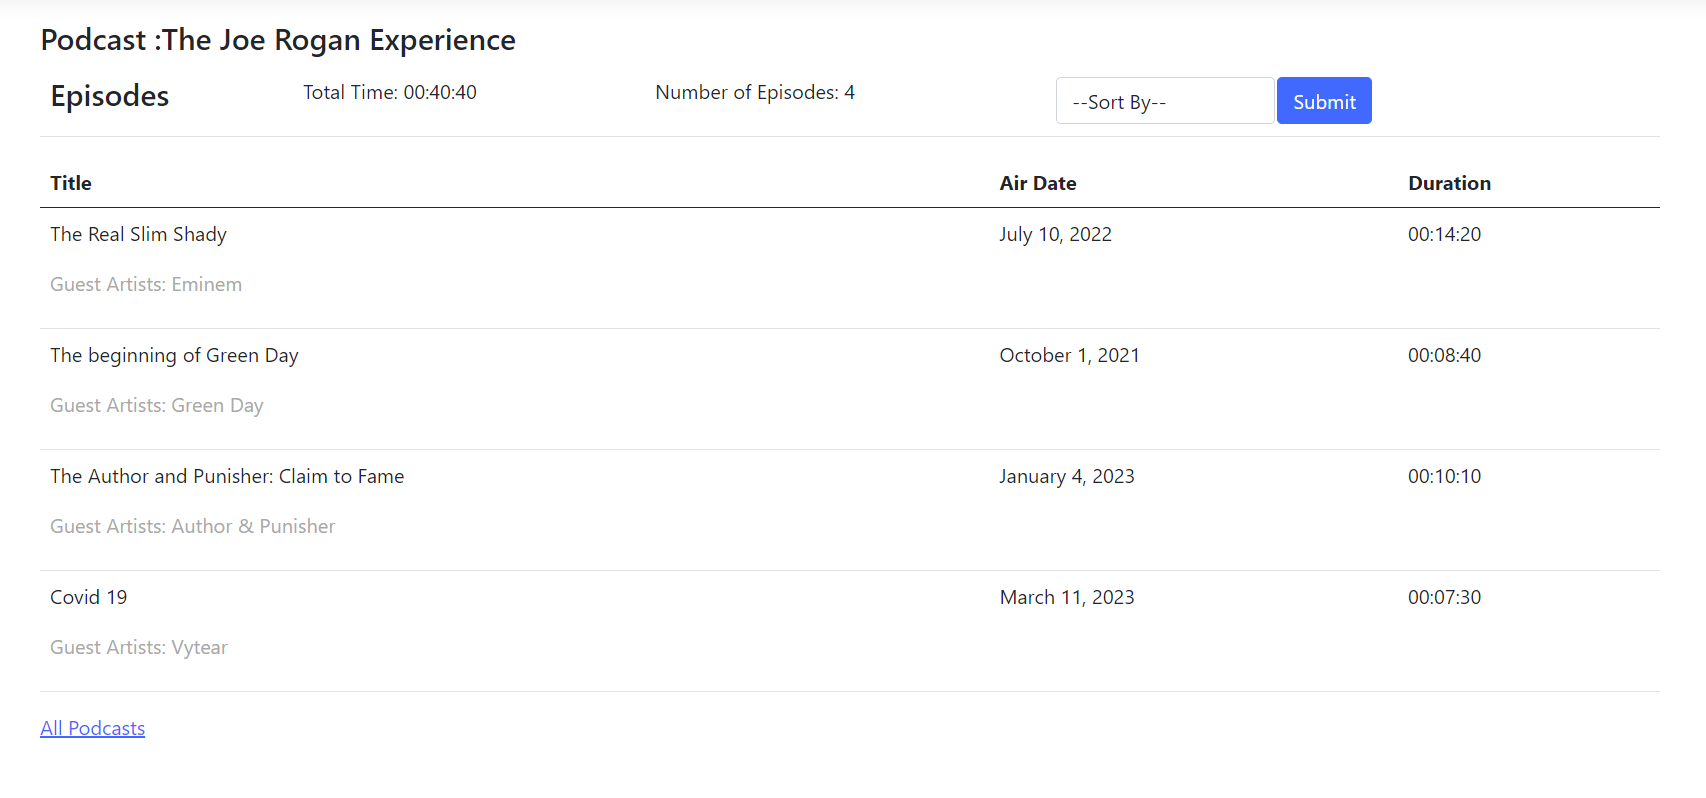 Podcast :The Joe Rogan Experience
Episodes Total Time: 00:40:40 Number of Episodes: 4 --Sort By-- Submit
Title Air Date Duration
The Real Slim Shady July 10, 2022 00:14:20
Guest Artists: Eminem
The beginning of Green Day October 1, 2021 00:08:40
Guest Artists: Green Day
The Author and Punisher: Claim to Fame January 4, 2023 00:10:10
Guest Artists: Author & Punisher
Covid 19 March 11, 2023 00:07:30
Guest Artists: Vytear
All Podcasts